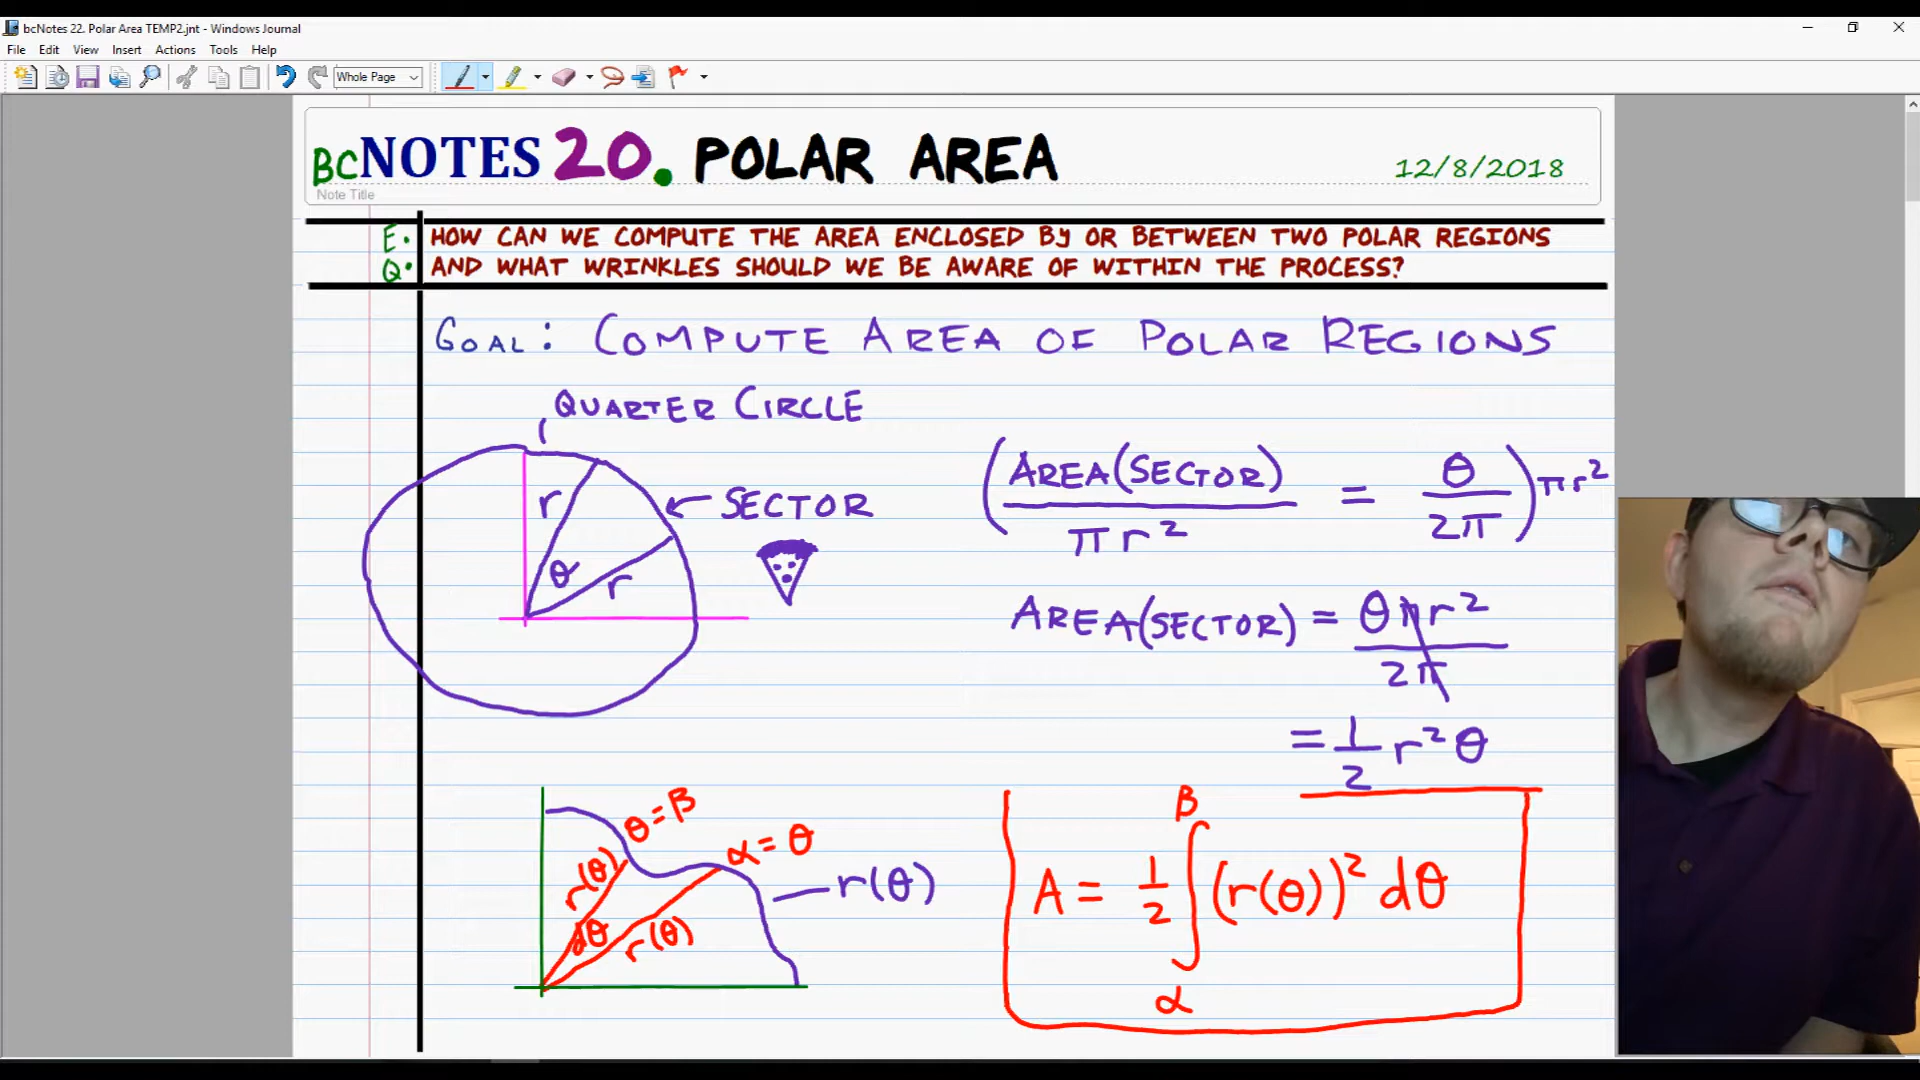 bcNotes 22. Polar Area TEMP2.jnt - Windows Journal
File Edit View Insert Actions Tools Help
Whole Page
BC NOTES 20. POLAR AREA
12/8/2018
Note Title
E. HOW CAN WE COMPUTE THE AREA ENCLOSED BY OR BETWEEN TWO POLAR REGIONS
Q. AND WHAT WRINKLES SHOULD WE BE AWARE OF WITHIN THE PROCESS?
GOAL: COMPUTE AREA OF POLAR REGIONS
QUARTER CIRCLE
r
θ
r
← SECTOR
(AREA(SECTOR) / πr² = θ / 2π) πr²
AREA(SECTOR) = θπr² / 2π
= 1/2 r²θ
θ = β
α = θ
r(θ)
dθ
r(θ)
r(θ)
A = 1/2 ∫ β α (r(θ))² dθ